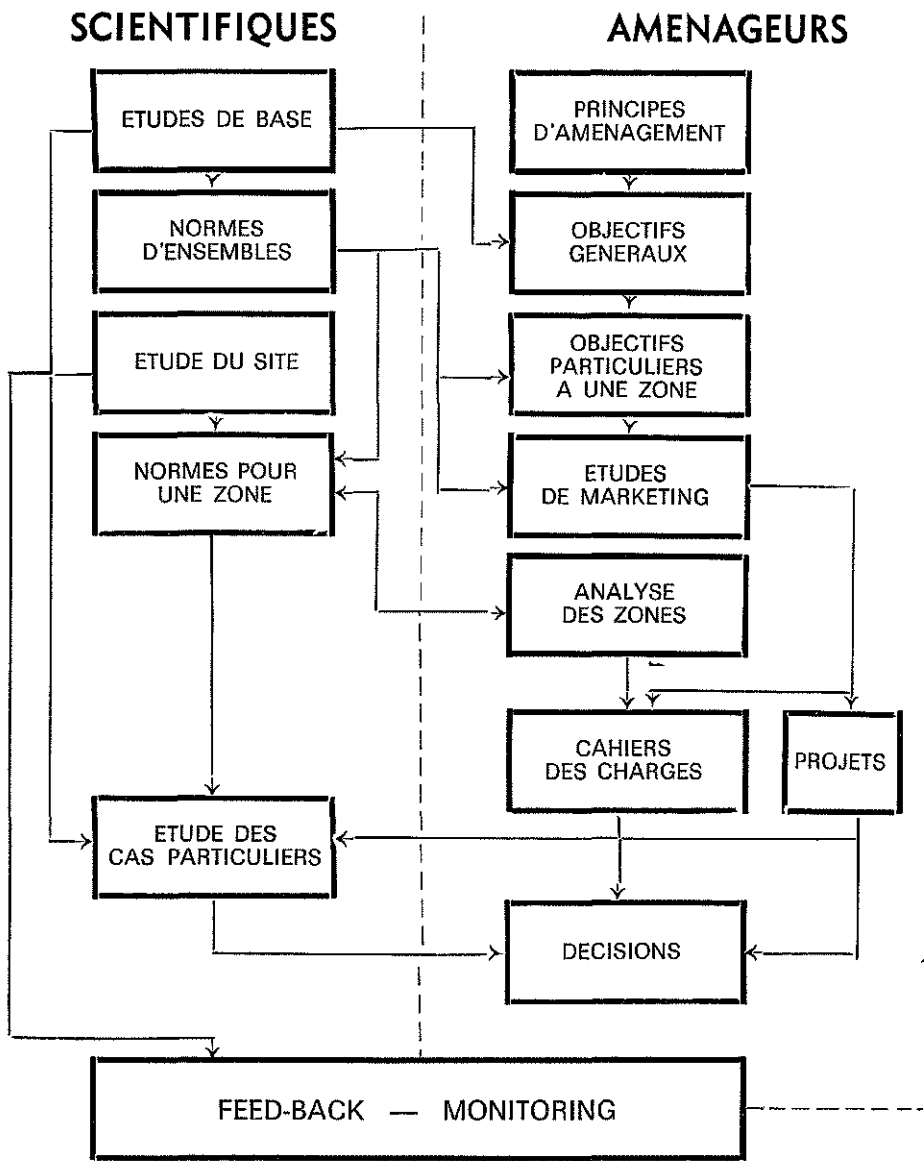 SCIENTIFIQUES
ETUDES DE BASE
NORMES
D'ENSEMBLES
ETUDE DU SITE
NORMES POUR
UNE ZONE
ETUDE DES
CAS PARTICULIERS
AMENAGEURS
PRINCIPES
D'AMENAGEMENT
OBJECTIFS
GENERAUX
OBJECTIFS
PARTICULIERS
A UNE ZONE
ETUDES
DE MARKETING
ANALYSE
DES ZONES
CAHIERS
DES CHARGES
PROJETS
DECISIONS
FEED-BACK — MONITORING